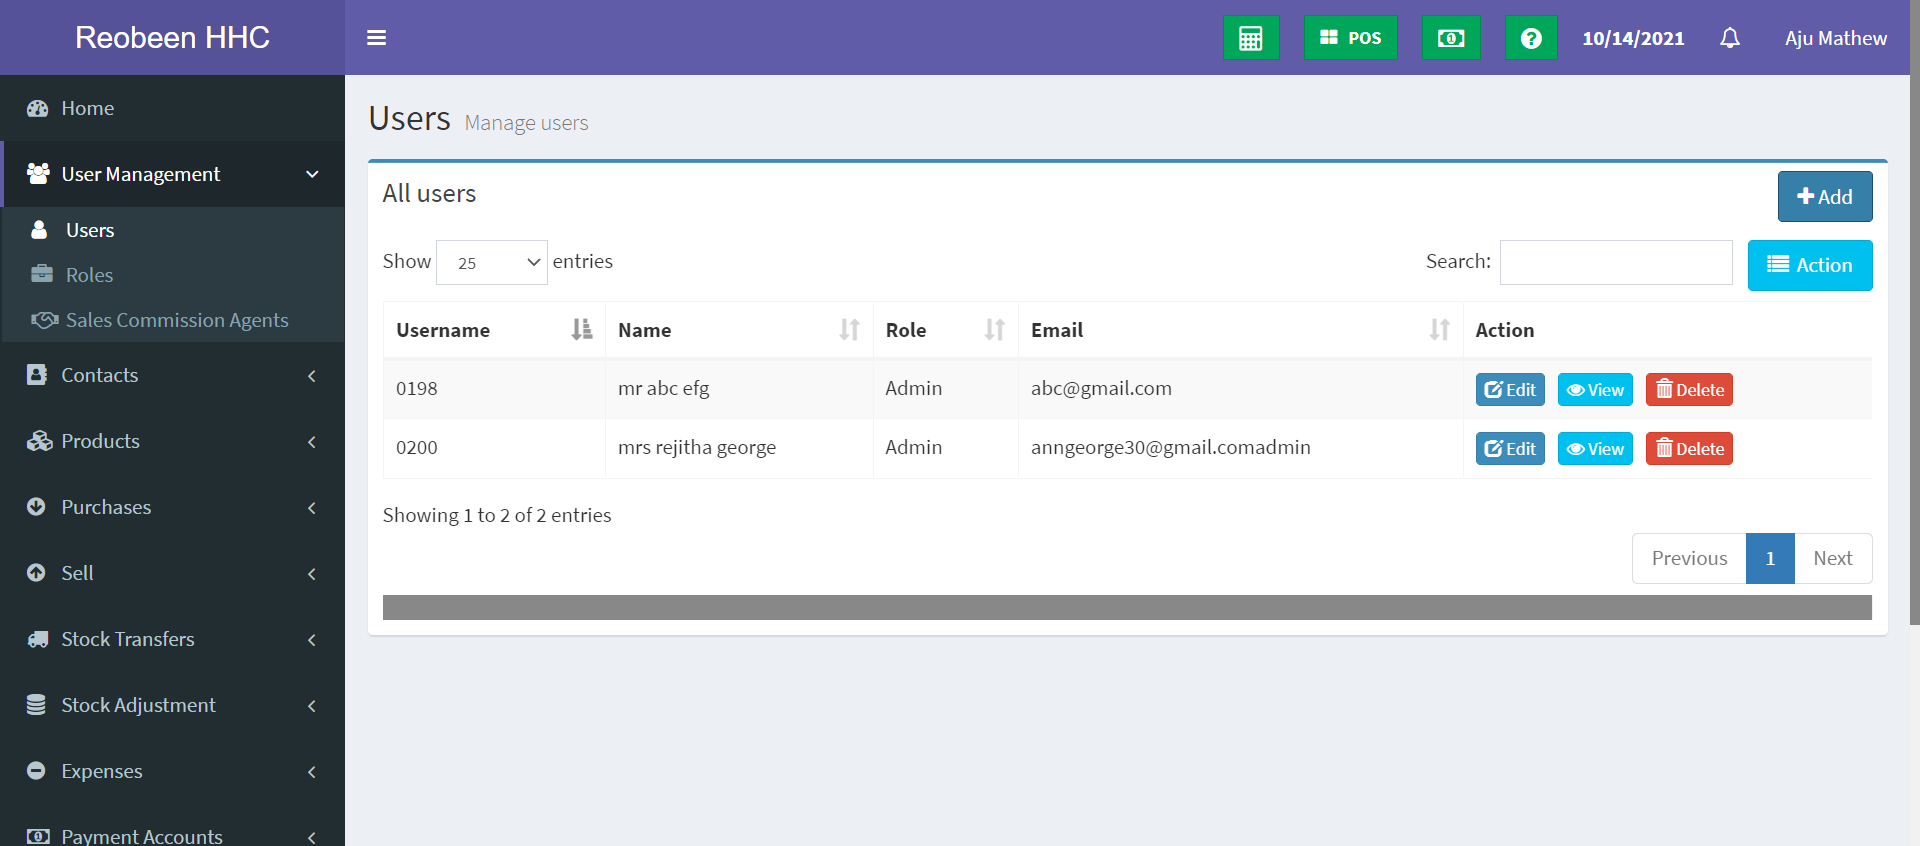 Reobeen HHC
POS
10/14/2021
Aju Mathew
Home
User Management
Users
Roles
Sales Commission Agents
Contacts
Products
Purchases
Sell
Stock Transfers
Stock Adjustment
Expenses
Payment Accounts
Users Manage users
All users
Add
Show 25 entries
Search:
Action
Username Name Role Email Action
0198 mr abc efg Admin abc@gmail.com Edit View Delete
0200 mrs rejitha george Admin anngeorge30@gmail.comadmin Edit View Delete
Showing 1 to 2 of 2 entries
Previous 1 Next